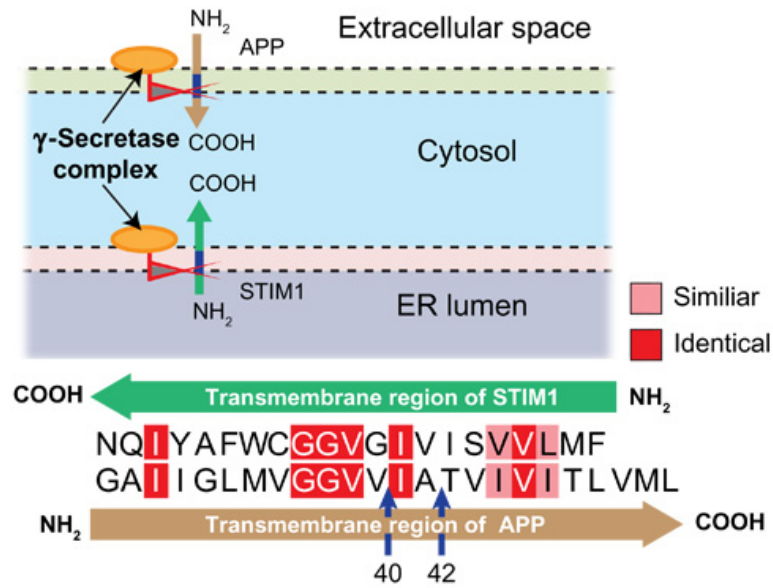 NH2
APP
Extracellular space
γ-Secretase
complex
COOH
Cytosol
COOH
STIM1
NH2
ER lumen
Similiar
Identical
COOH
Transmembrane region of STIM1
NH2
NQIYAFWCGGVGIVISVVLMF
GAIIGLMVGGVVIATVIVITLVML
NH2
Transmembrane region of APP
COOH
40 42